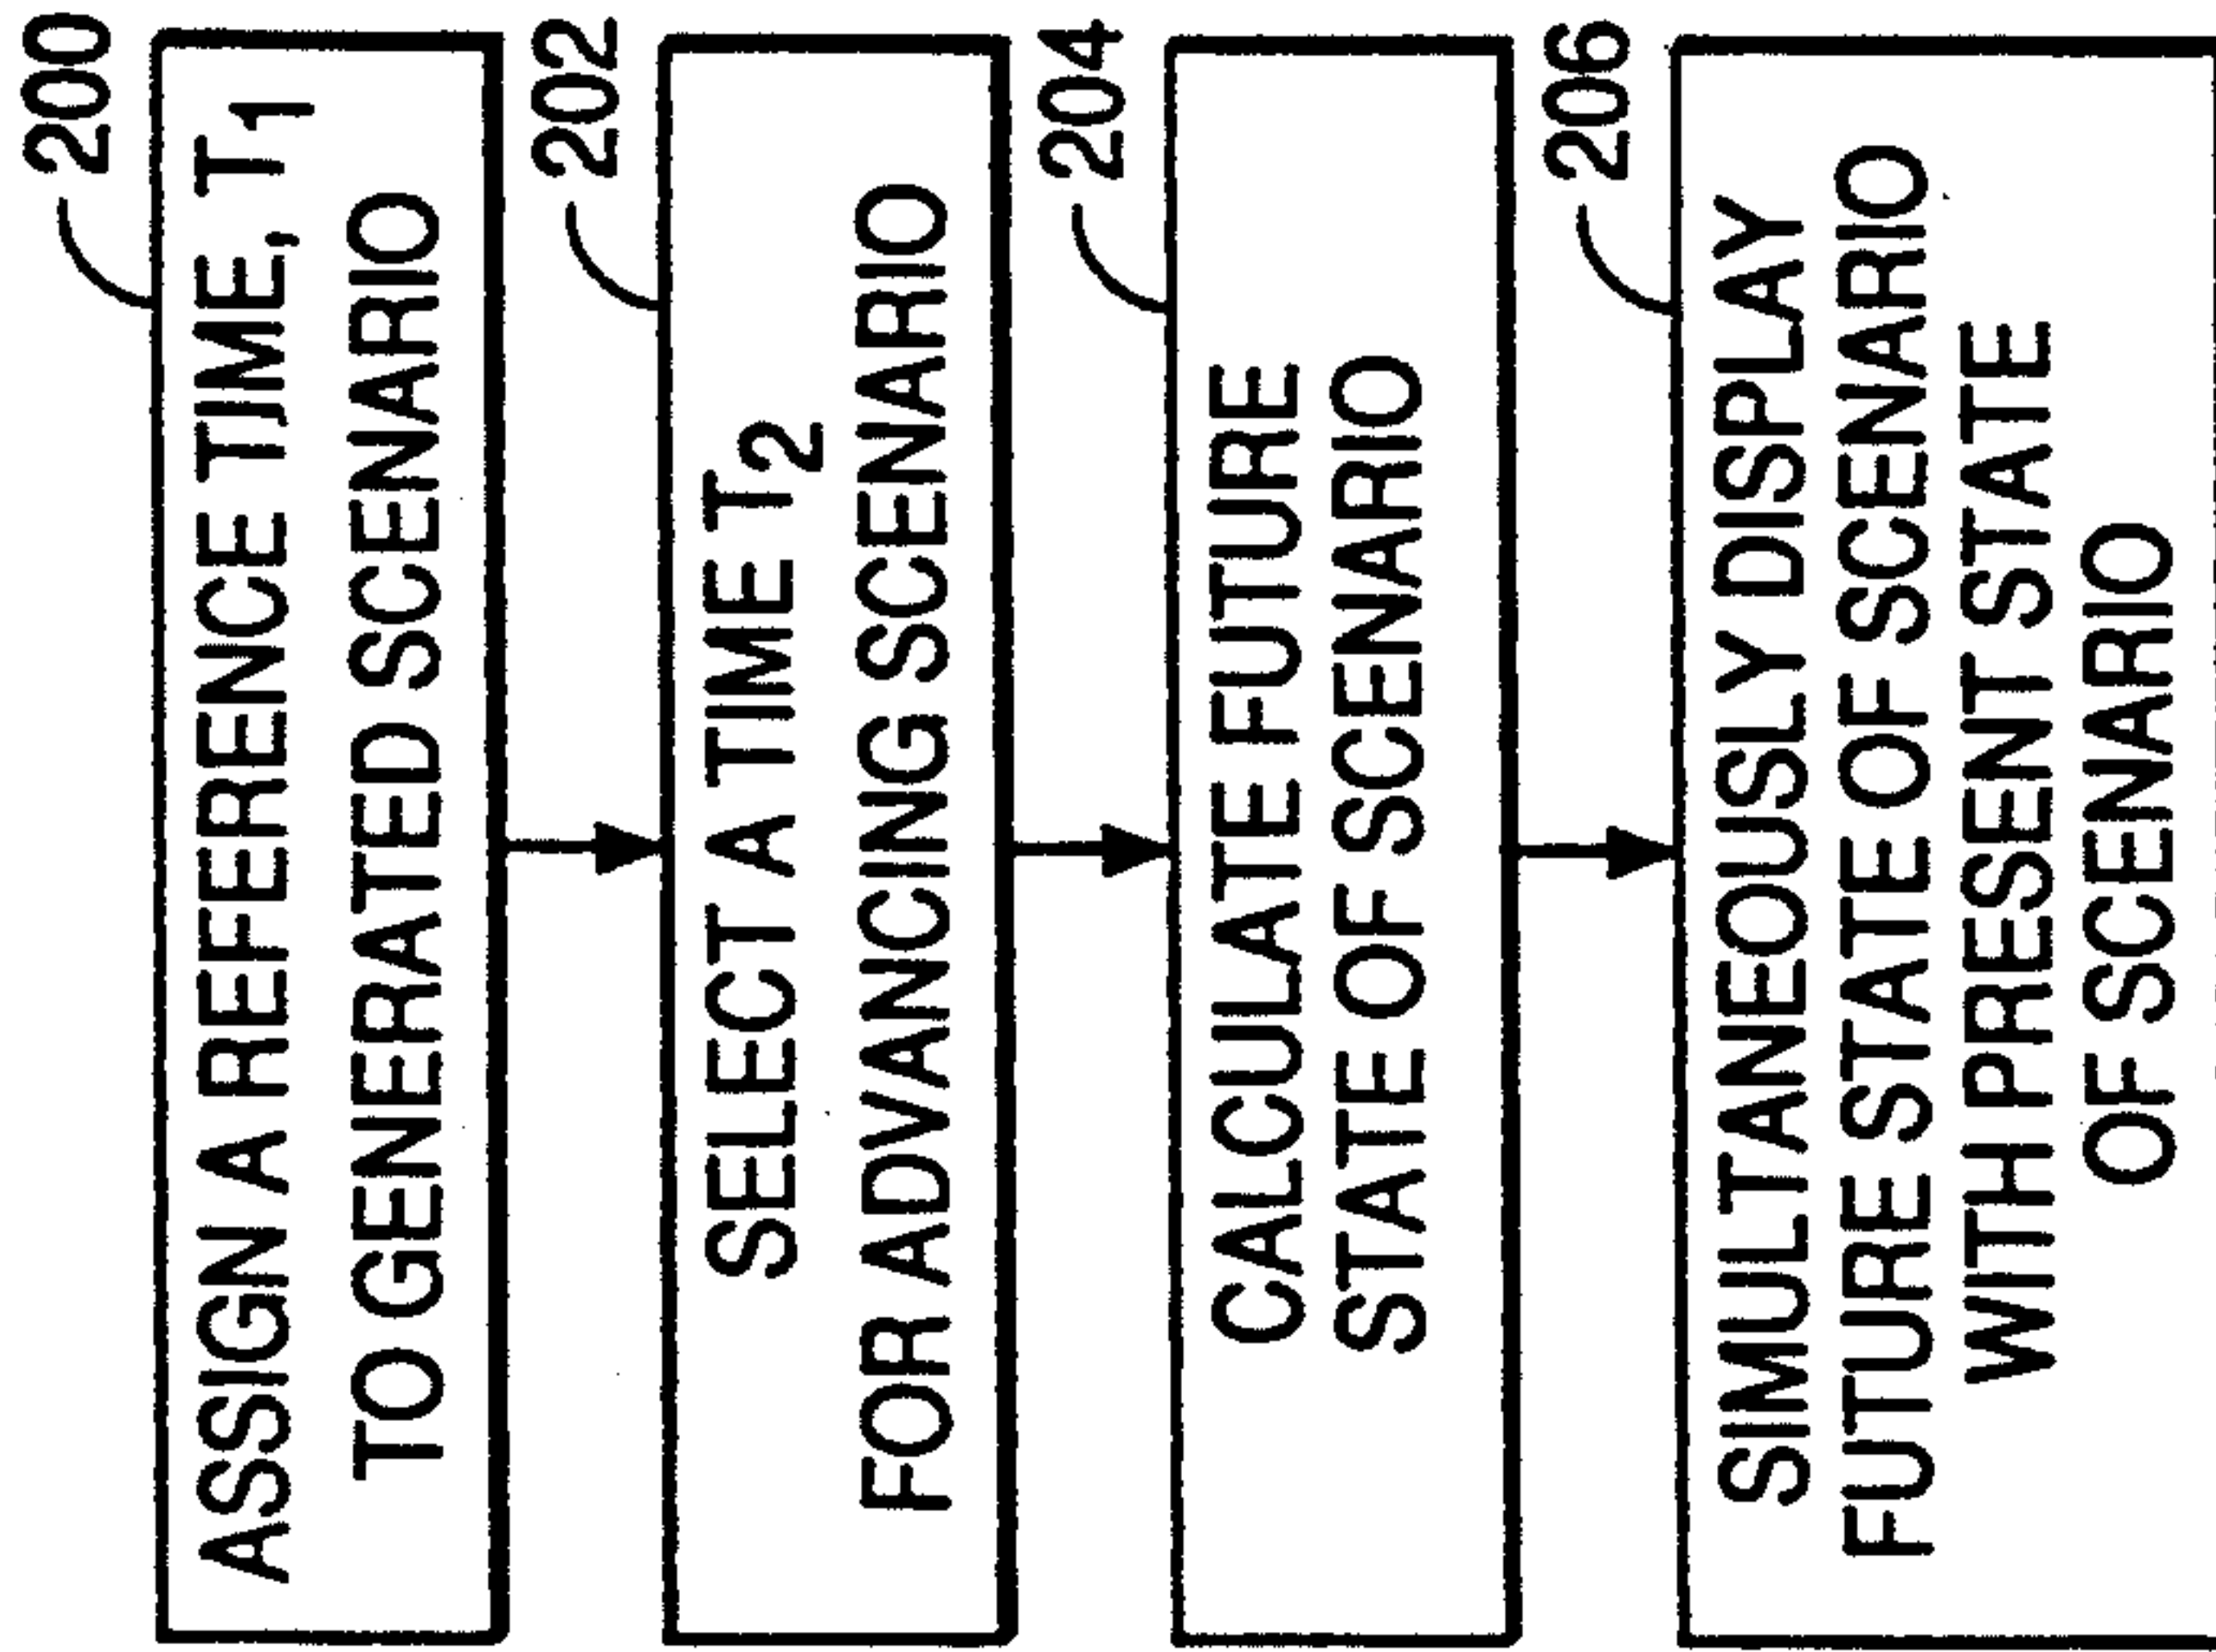 200
ASSIGN A REFERENCE TIME, T1
TO GENERATED SCENARIO
202
SELECT A TIME T2
FOR ADVANCING SCENARIO
204
CALCULATE FUTURE
STATE OF SCENARIO
206
SIMULTANEOUSLY DISPLAY
FUTURE STATE OF SCENARIO
WITH PRESENT STATE
OF SCENARIO